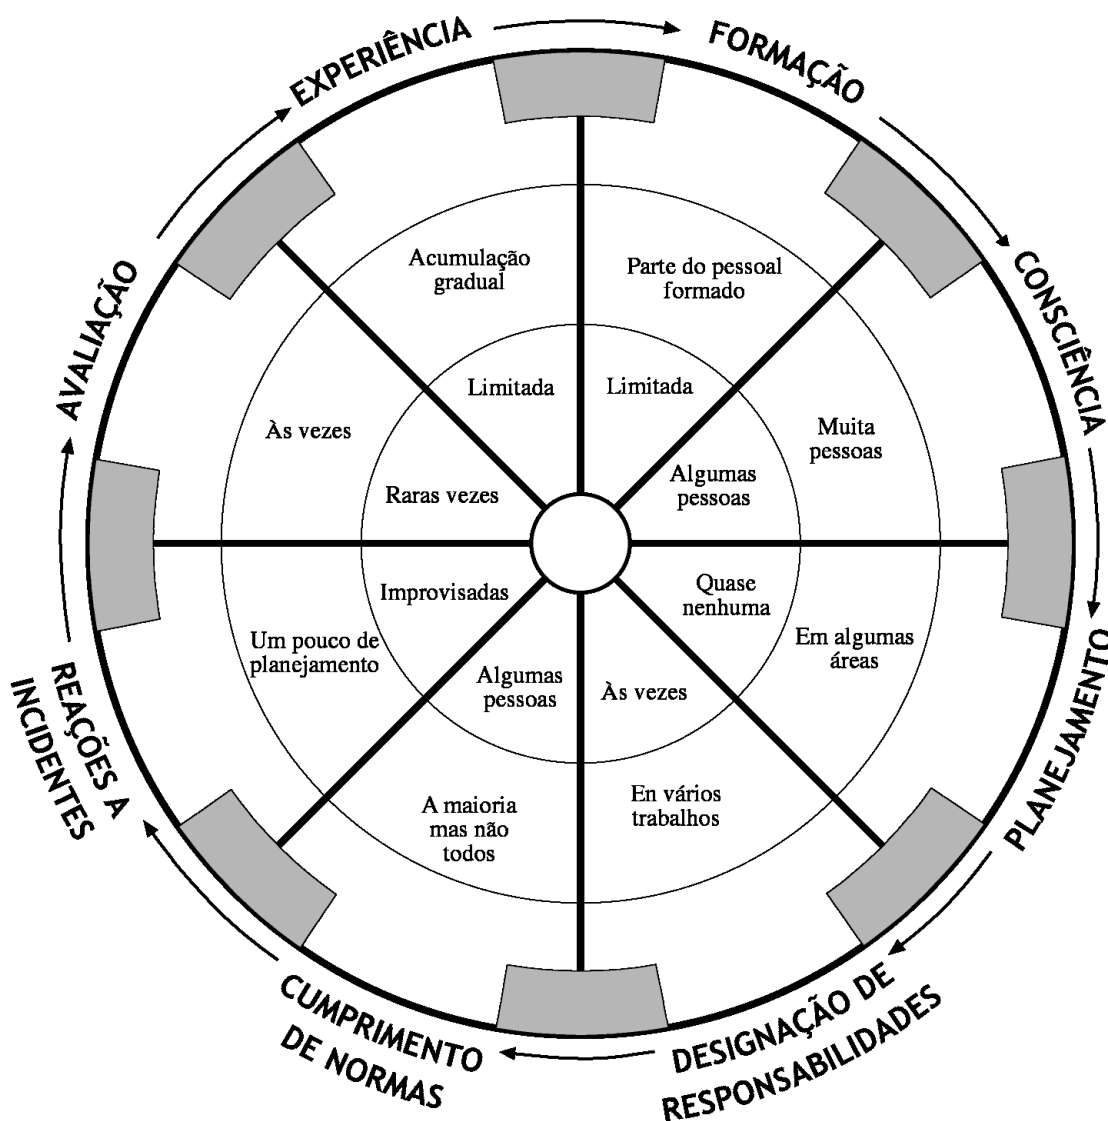 EXPERIÊNCIA
FORMAÇÃO
CONSCIÊNCIA
PLANEJAMENTO
DESIGNAÇÃO DE
RESPONSABILIDADES
CUMPRIMENTO
DE NORMAS
REAÇÕES A
INCIDENTES
AVALIAÇÃO
Acumulação
gradual
Limitada
Parte do pessoal
formado
Limitada
Muita
pessoas
Algumas
pessoas
Em algumas
áreas
Quase
nenhuma
En vários
trabalhos
Às vezes
A maioria
mas não
todos
Algumas
pessoas
Um pouco de
planejamento
Improvisadas
Às vezes
Raras vezes